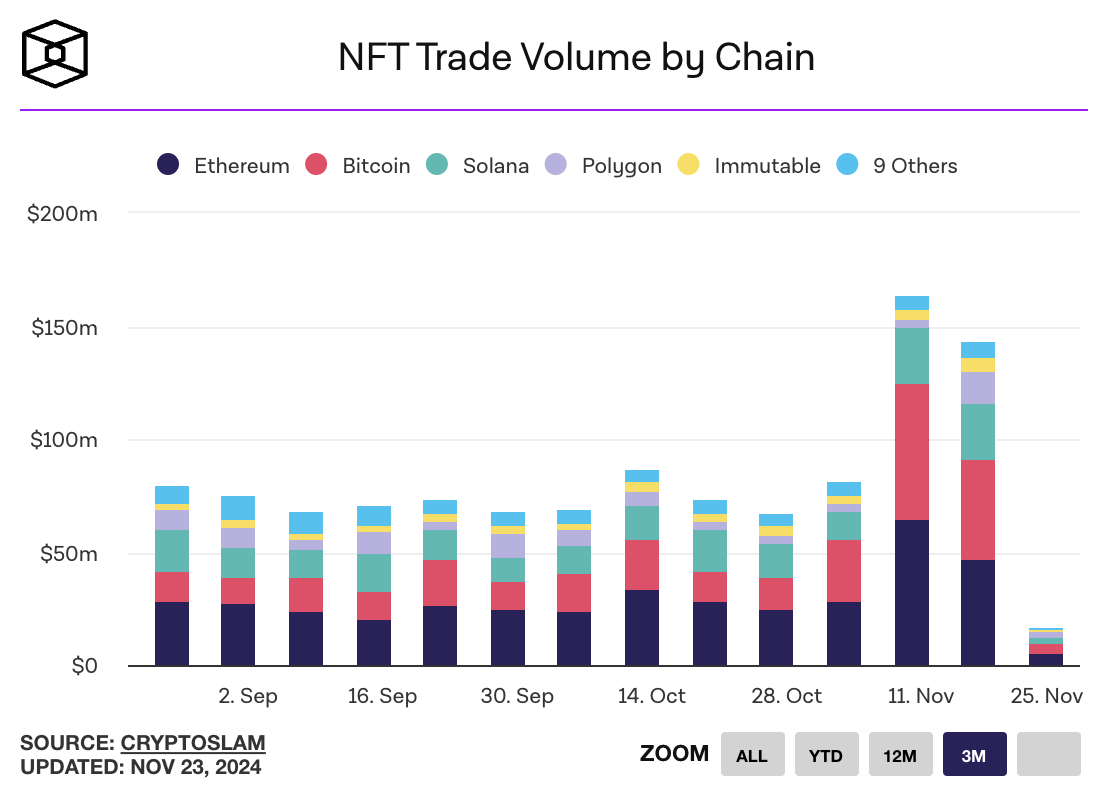 NFT Trade Volume by Chain
Ethereum Bitcoin Solana Polygon Immutable 9 Others
$200m
$150m
$100m
$50m
$0
2. Sep 16. Sep 30. Sep 14. Oct 28. Oct 11. Nov 25. Nov
SOURCE: CRYPTOSLAM
UPDATED: NOV 23, 2024
ZOOM ALL YTD 12M 3M